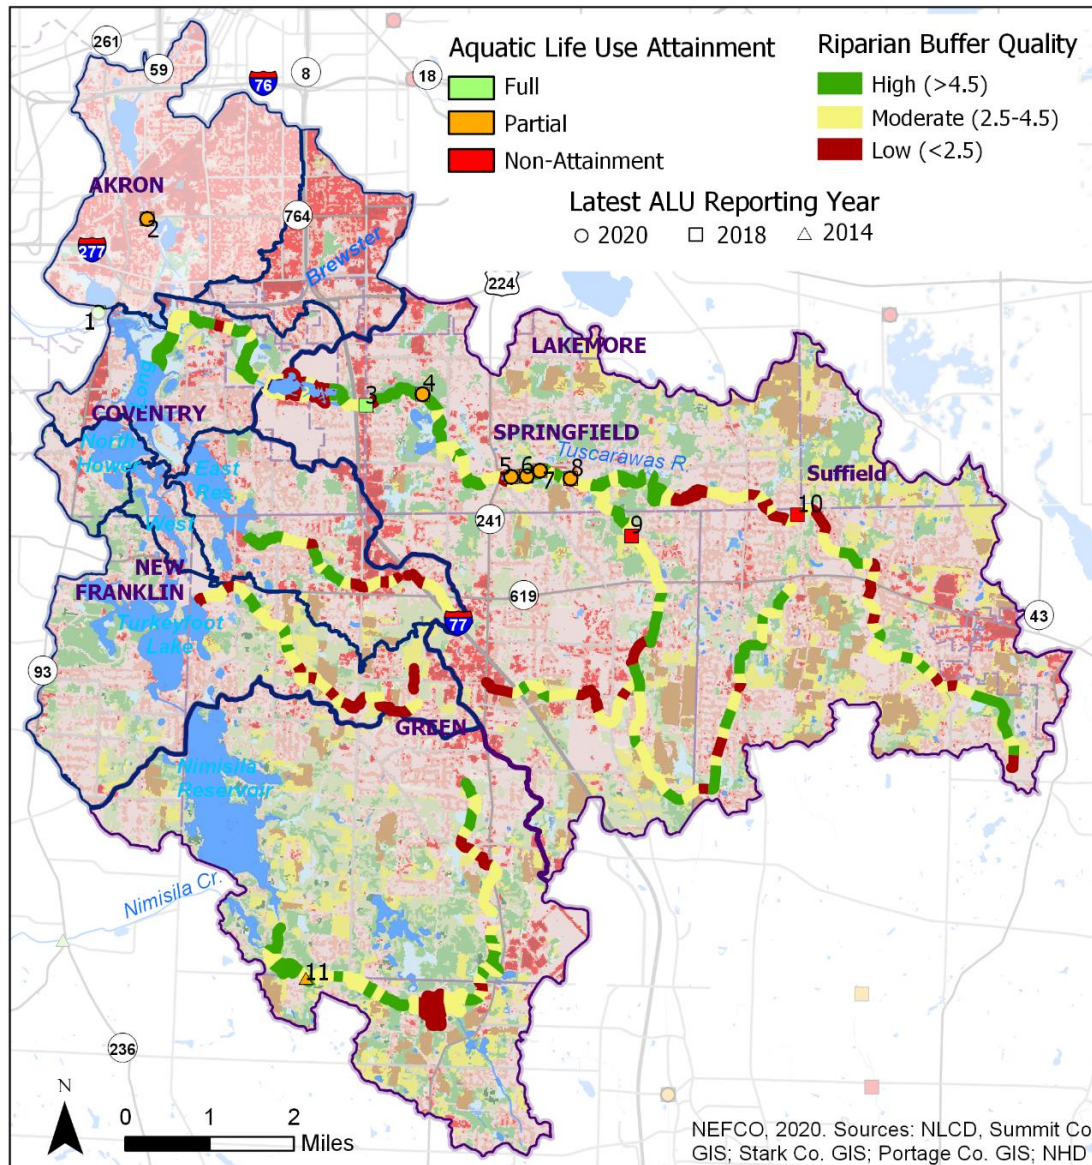 Aquatic Life Use Attainment
Full
Partial
Non-Attainment
Riparian Buffer Quality
High (>4.5)
Moderate (2.5-4.5)
Low (<2.5)
Latest ALU Reporting Year
2020
2018
2014
261
59
76
8
18
AKRON
2
764
277
Brewster
224
1
LAKEMORE
Long
3
4
COVENTRY
SPRINGFIELD
North
Hower
Tuscarawas R.
East
Res.
5
6
7
8
Suffield
West
241
10
9
NEW
FRANKLIN
619
Turkeyfoot
Lake
77
43
93
GREEN
Nimisila
Reservoir
Nimisila Cr.
11
236
N
0 1 2
Miles
NEFCO, 2020. Sources: NLCD, Summit Co
GIS; Stark Co. GIS; Portage Co. GIS; NHD